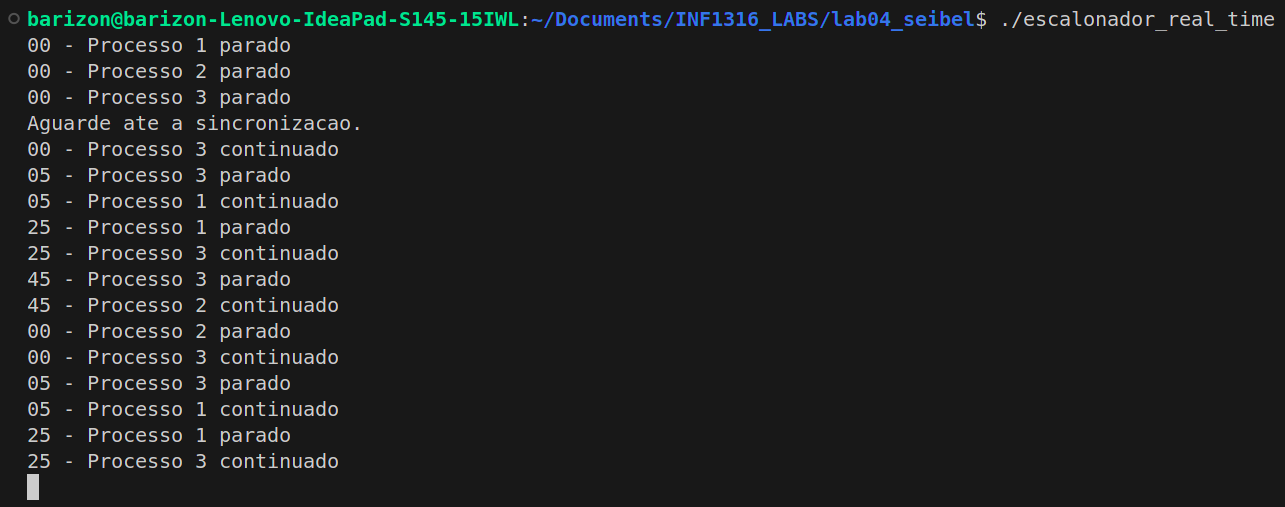 barizon@barizon-Lenovo-IdeaPad-S145-15IWL:~/Documents/INF1316_LABS/lab04_seibel$ ./escalonador_real_time
00 - Processo 1 parado
00 - Processo 2 parado
00 - Processo 3 parado
Aguarde ate a sincronizacao.
00 - Processo 3 continuado
05 - Processo 3 parado
05 - Processo 1 continuado
25 - Processo 1 parado
25 - Processo 3 continuado
45 - Processo 3 parado
45 - Processo 2 continuado
00 - Processo 2 parado
00 - Processo 3 continuado
05 - Processo 3 parado
05 - Processo 1 continuado
25 - Processo 1 parado
25 - Processo 3 continuado